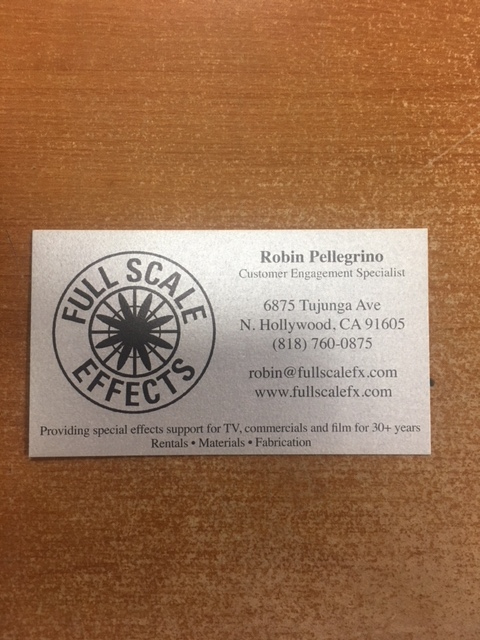 FULL SCALE
EFFECTS
Robin Pellegrino
Customer Engagement Specialist
6875 Tujunga Ave
N. Hollywood, CA 91605
(818) 760-0875
robin@fullscalefx.com
www.fullscalefx.com
Providing special effects support for TV, commercials and film for 30+ years
Rentals • Materials • Fabrication